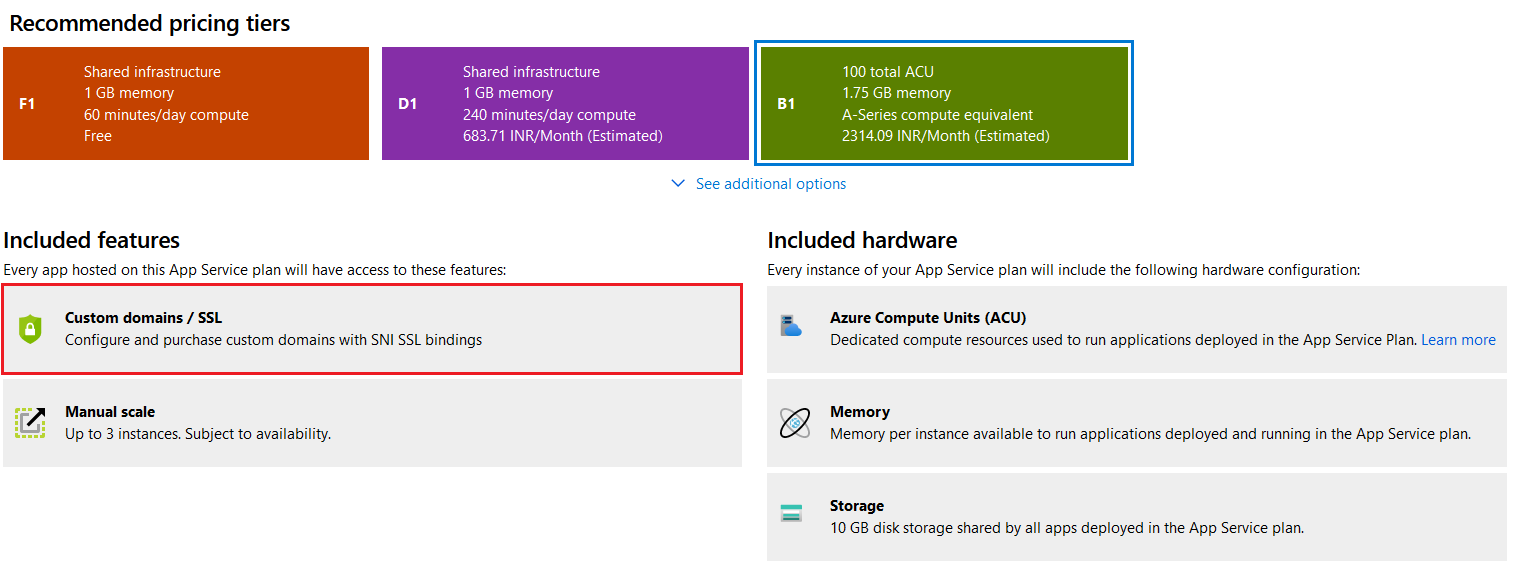 Recommended pricing tiers
F1
Shared infrastructure
1 GB memory
60 minutes/day compute
Free
D1
Shared infrastructure
1 GB memory
240 minutes/day compute
683.71 INR/Month (Estimated)
B1
100 total ACU
1.75 GB memory
A-Series compute equivalent
2314.09 INR/Month (Estimated)
See additional options
Included features
Every app hosted on this App Service plan will have access to these features:
Custom domains / SSL
Configure and purchase custom domains with SNI SSL bindings
Manual scale
Up to 3 instances. Subject to availability.
Included hardware
Every instance of your App Service plan will include the following hardware configuration:
Azure Compute Units (ACU)
Dedicated compute resources used to run applications deployed in the App Service Plan. Learn more
Memory
Memory per instance available to run applications deployed and running in the App Service plan.
Storage
10 GB disk storage shared by all apps deployed in the App Service plan.